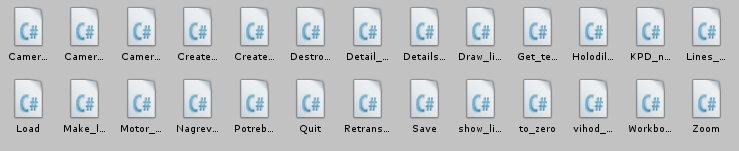 C# C# C# C# C# C# C# C# C# C# C# C# C#
Camer... Camer... Camer... Create... Create... Destro... Detail_... Details... Draw_li... Get_te... Holodil... KPD_n... Lines_...
C# C# C# C# C# C# C# C# C# C# C# C# C#
Load Make_l... Motor_... Nagrev... Potreb... Quit Retrans... Save show_li... to_zero vihod_... Workbo... Zoom